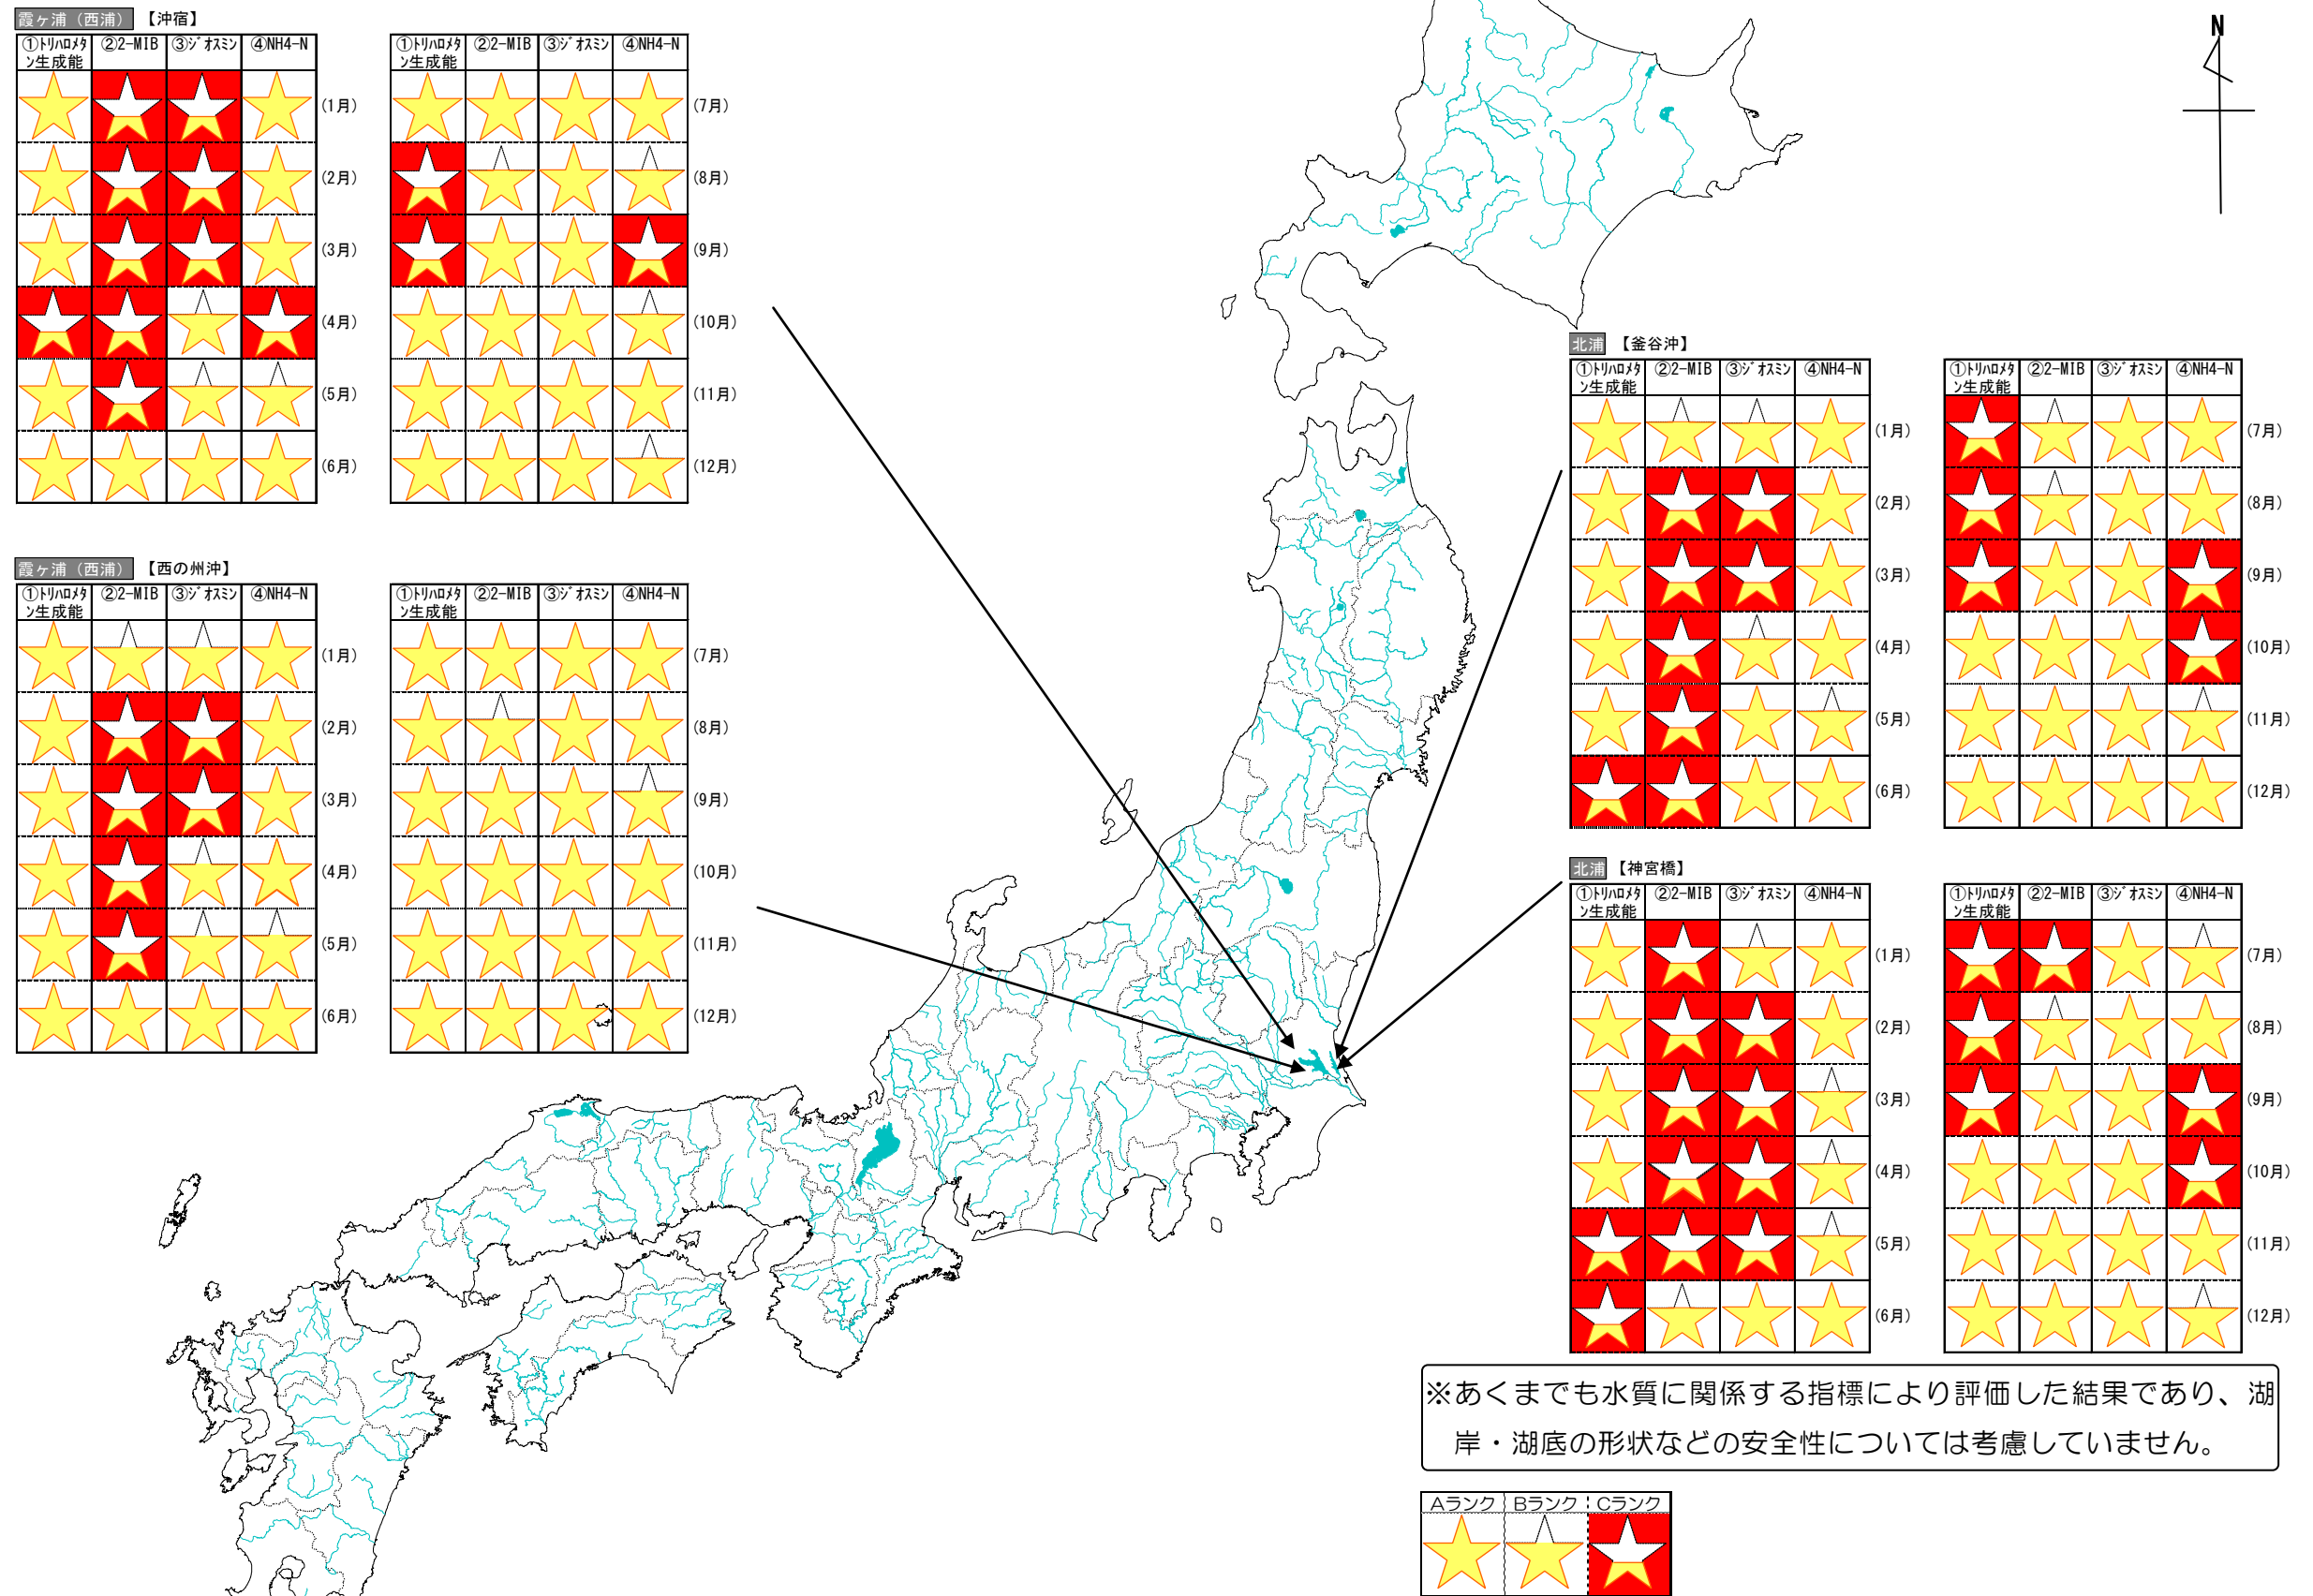 霞ヶ浦（西浦） 【沖宿】
①トリハロメタ ②2-MIB ③ジオスミン ④NH4-N
ン生成能
(1月)
(2月)
(3月)
(4月)
(5月)
(6月)
①トリハロメタ ②2-MIB ③ジオスミン ④NH4-N
ン生成能
(7月)
(8月)
(9月)
(10月)
(11月)
(12月)
N
霞ヶ浦（西浦） 【西の州沖】
①トリハロメタ ②2-MIB ③ジオスミン ④NH4-N
ン生成能
(1月)
(2月)
(3月)
(4月)
(5月)
(6月)
①トリハロメタ ②2-MIB ③ジオスミン ④NH4-N
ン生成能
(7月)
(8月)
(9月)
(10月)
(11月)
(12月)
北浦 【釜谷沖】
①トリハロメタ ②2-MIB ③ジオスミン ④NH4-N
ン生成能
(1月)
(2月)
(3月)
(4月)
(5月)
(6月)
①トリハロメタ ②2-MIB ③ジオスミン ④NH4-N
ン生成能
(7月)
(8月)
(9月)
(10月)
(11月)
(12月)
北浦 【神宮橋】
①トリハロメタ ②2-MIB ③ジオスミン ④NH4-N
ン生成能
(1月)
(2月)
(3月)
(4月)
(5月)
(6月)
①トリハロメタ ②2-MIB ③ジオスミン ④NH4-N
ン生成能
(7月)
(8月)
(9月)
(10月)
(11月)
(12月)
※あくまでも水質に関係する指標により評価した結果であり、湖
岸・湖底の形状などの安全性については考慮していません。
Aランク Bランク Cランク